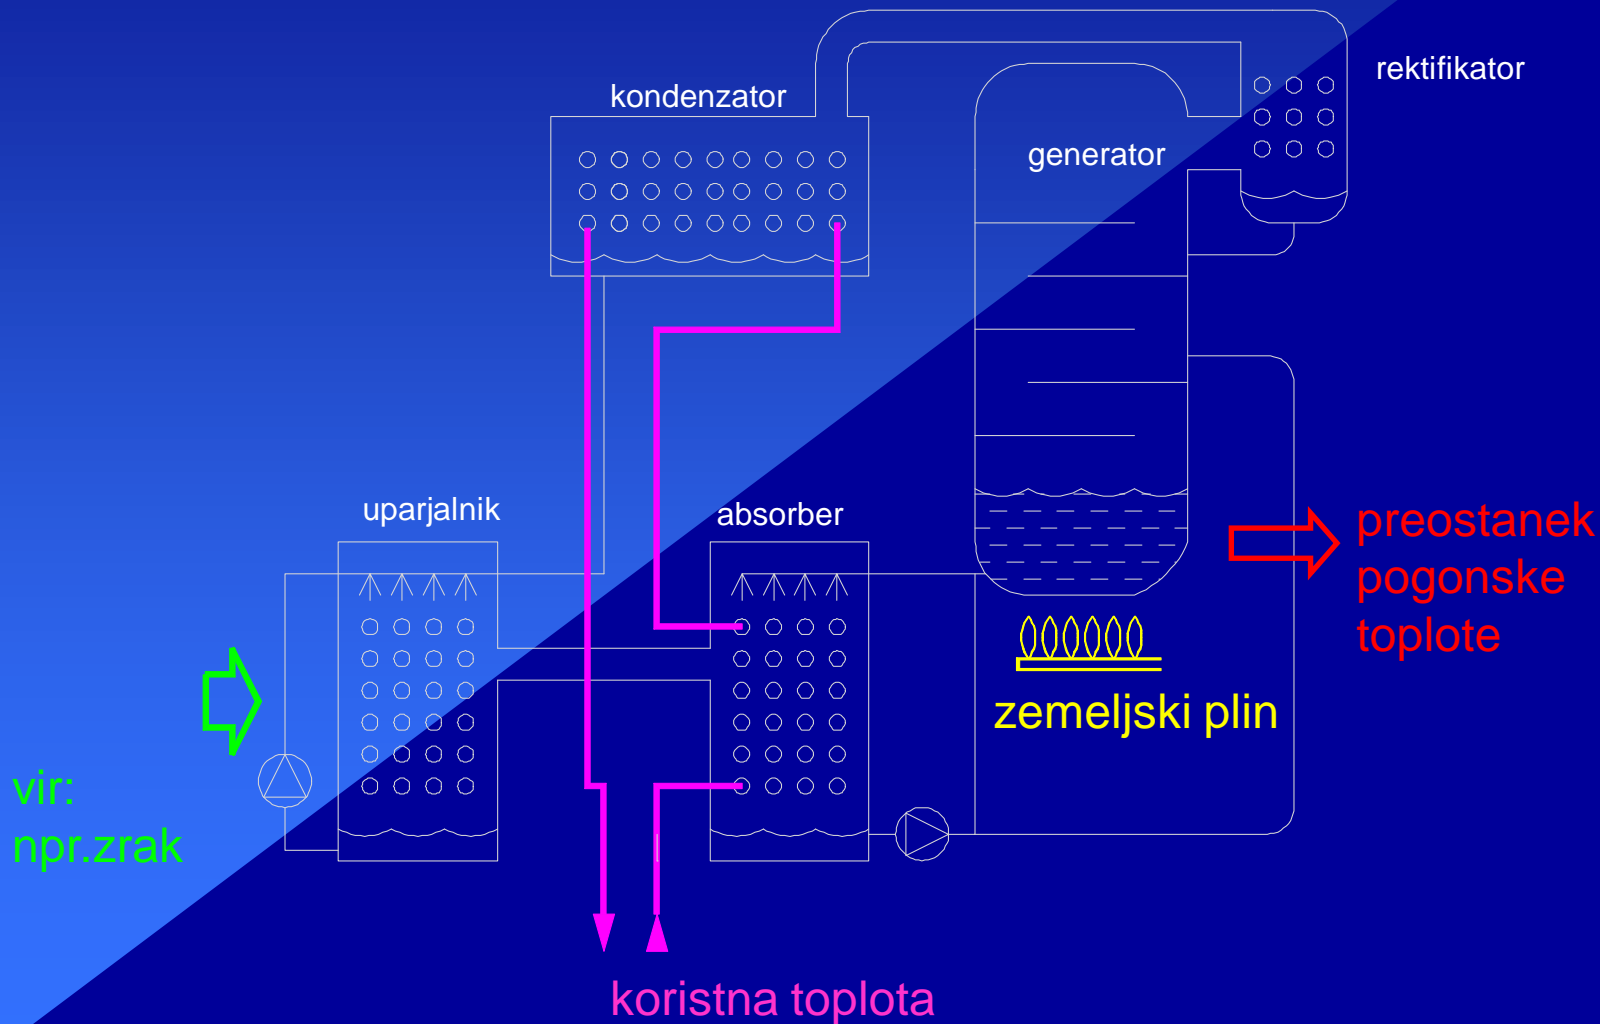 rektifikator
kondenzator
generator
uparjalnik
absorber
preostanek
pogonske
toplote
zemeljski plin
vir:
npr.zrak
koristna toplota